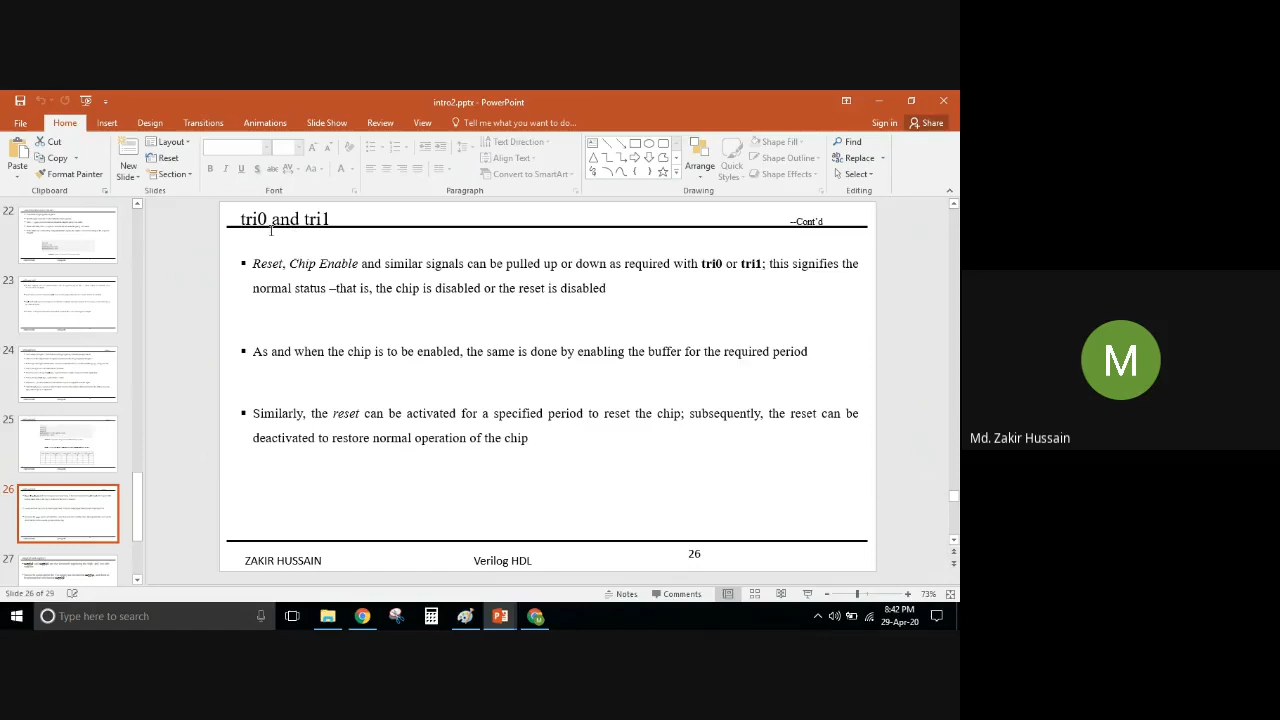 intro2.pptx - PowerPoint
Sign in
Share
File
Home
Insert
Design
Transitions
Animations
Slide Show
Review
View
Tell me what you want to do...
Paste
Cut
Copy
Format Painter
Clipboard
New Slide
Layout
Reset
Section
Slides
Font
Paragraph
Text Direction
Align Text
Convert to SmartArt
Arrange
Quick Styles
Shape Fill
Shape Outline
Shape Effects
Drawing
Find
Replace
Select
Editing
22
23
24
25
26
27
tri0 and tri1
--Cont'd
▪ Reset, Chip Enable and similar signals can be pulled up or down as required with tri0 or tri1; this signifies the
normal status –that is, the chip is disabled or the reset is disabled
▪ As and when the chip is to be enabled, the same is done by enabling the buffer for the required period
▪ Similarly, the reset can be activated for a specified period to reset the chip; subsequently, the reset can be
deactivated to restore normal operation of the chip
ZAKIR HUSSAIN
Verilog HDL
26
Slide 26 of 29
Notes
Comments
73%
Type here to search
8:42 PM
29-Apr-20
M
Md. Zakir Hussain